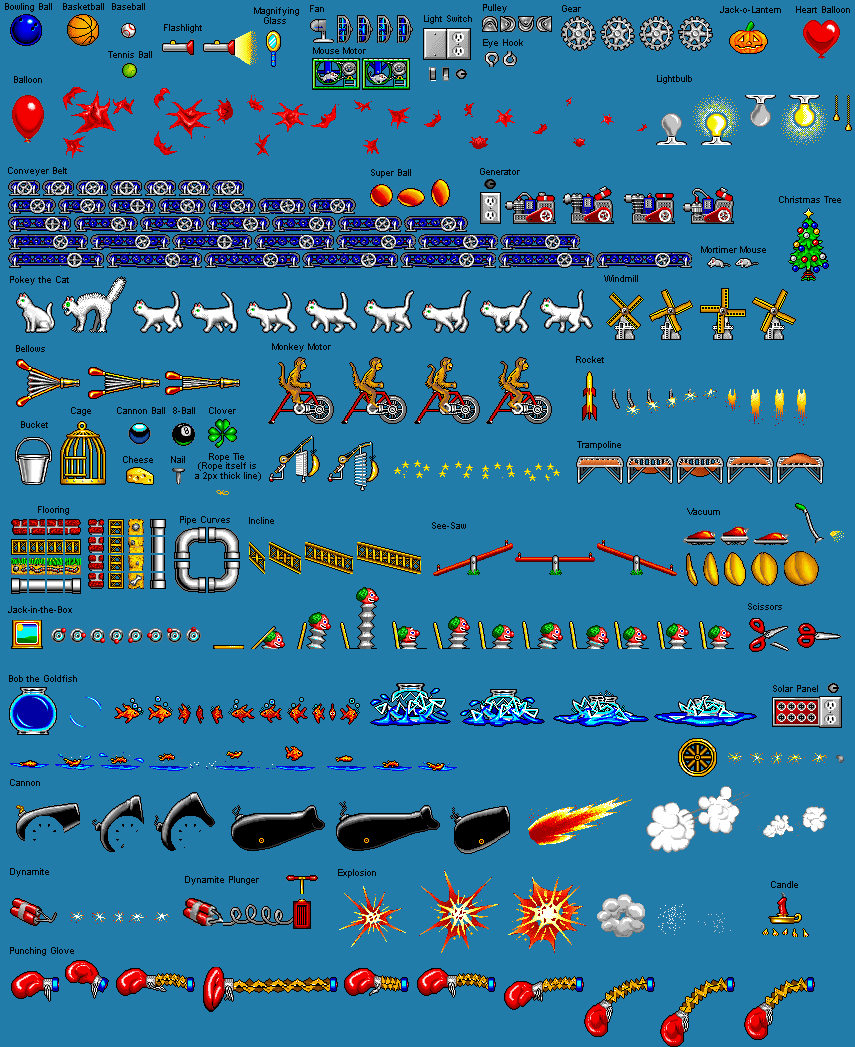 Bowling Ball
Basketball
Baseball
Tennis Ball
Flashlight
Magnifying
Glass
Fan
Mouse Motor
Light Switch
Pulley
Eye Hook
Gear
Jack-o-Lantern
Heart Balloon
Balloon
Lightbulb
Conveyer Belt
Super Ball
Generator
Christmas Tree
Mortimer Mouse
Pokey the Cat
Windmill
Bellows
Monkey Motor
Rocket
Bucket
Cage
Cannon Ball
8-Ball
Clover
Cheese
Nail
Rope Tie
(Rope itself is
a 2px thick line)
Trampoline
Flooring
Pipe Curves
Incline
See-Saw
Vacuum
Jack-in-the-Box
Scissors
Bob the Goldfish
Solar Panel
Cannon
Dynamite
Dynamite Plunger
Explosion
Candle
Punching Glove